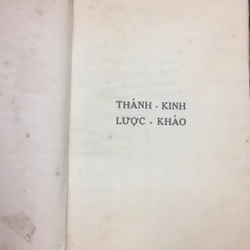 THÁNH - KINH
LƯỢC - KHẢO